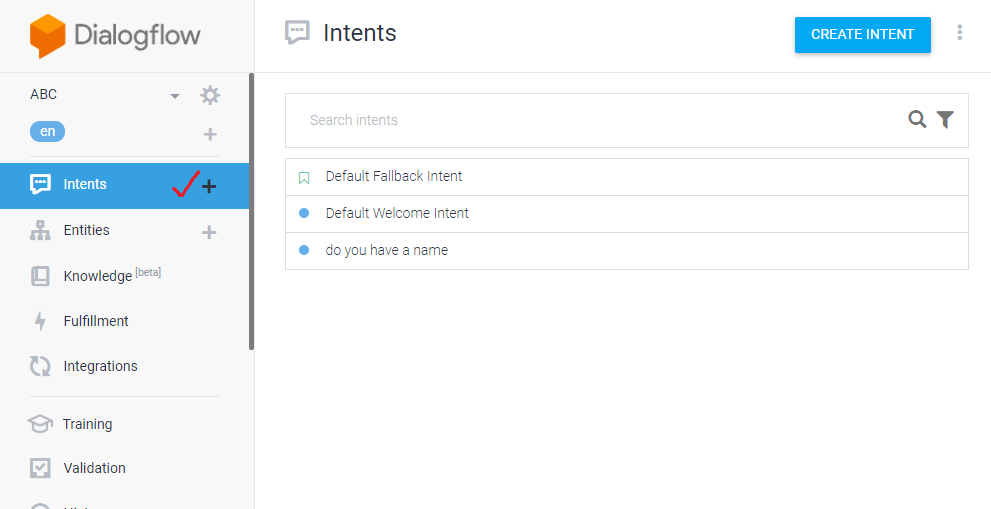 Dialogflow
ABC
en
Intents
Entities
Knowledge [beta]
Fulfillment
Integrations
Training
Validation
Intents
CREATE INTENT
Search intents
Default Fallback Intent
Default Welcome Intent
do you have a name